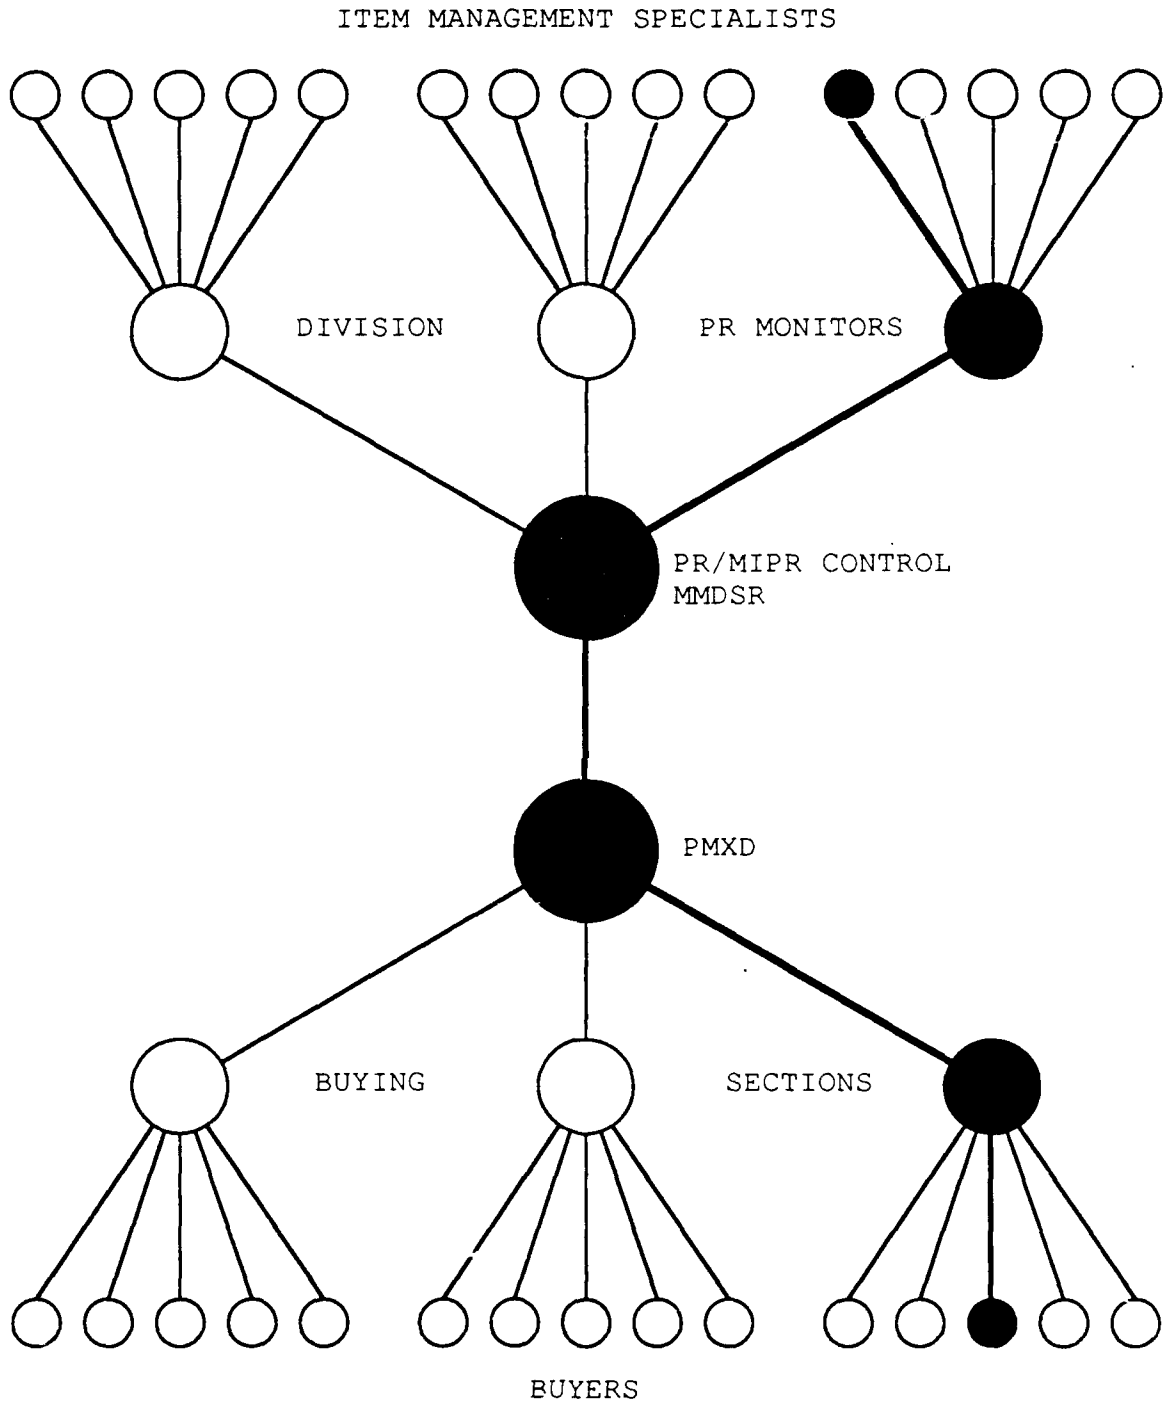 ITEM MANAGEMENT SPECIALISTS
DIVISION
PR MONITORS
PR/MIPR CONTROL
MMDSR
PMXD
BUYING
SECTIONS
BUYERS